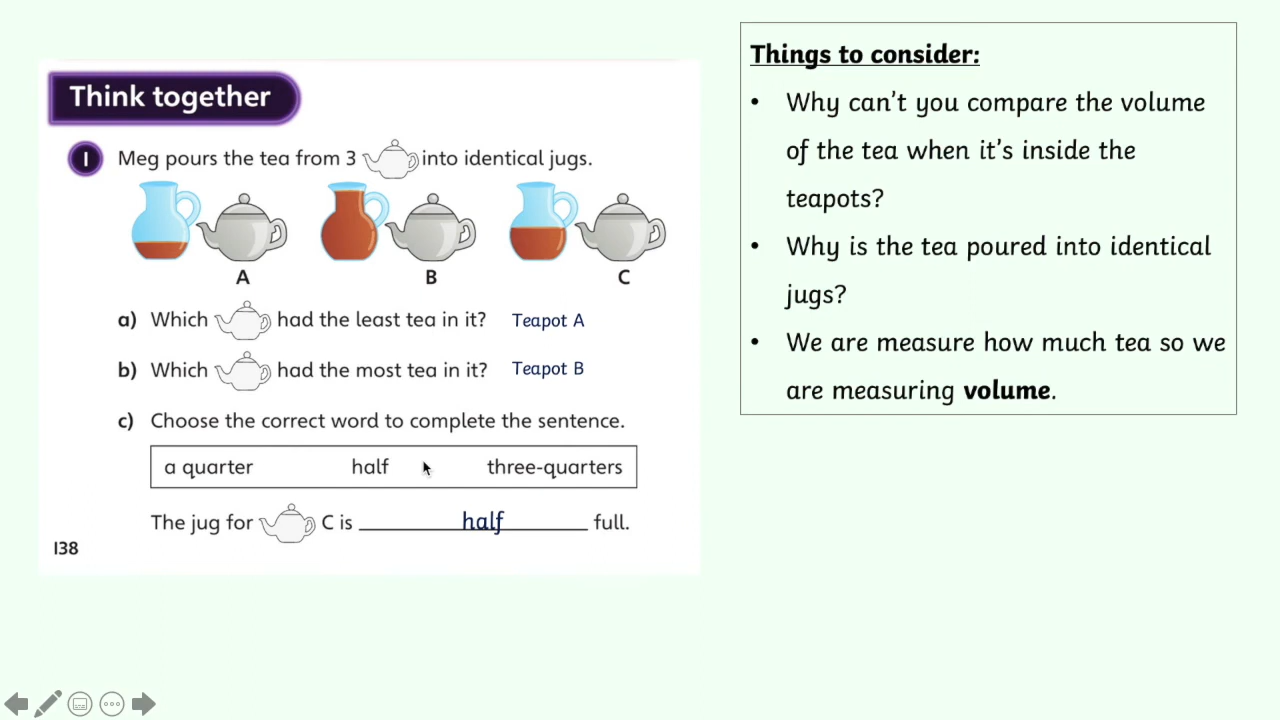 Think together
1 Meg pours the tea from 3 into identical jugs.
A B C
a) Which had the least tea in it? Teapot A
b) Which had the most tea in it? Teapot B
c) Choose the correct word to complete the sentence.
a quarter half three-quarters
The jug for C is half full.
138
Things to consider:
• Why can't you compare the volume
of the tea when it's inside the
teapots?
• Why is the tea poured into identical
jugs?
• We are measure how much tea so we
are measuring volume.